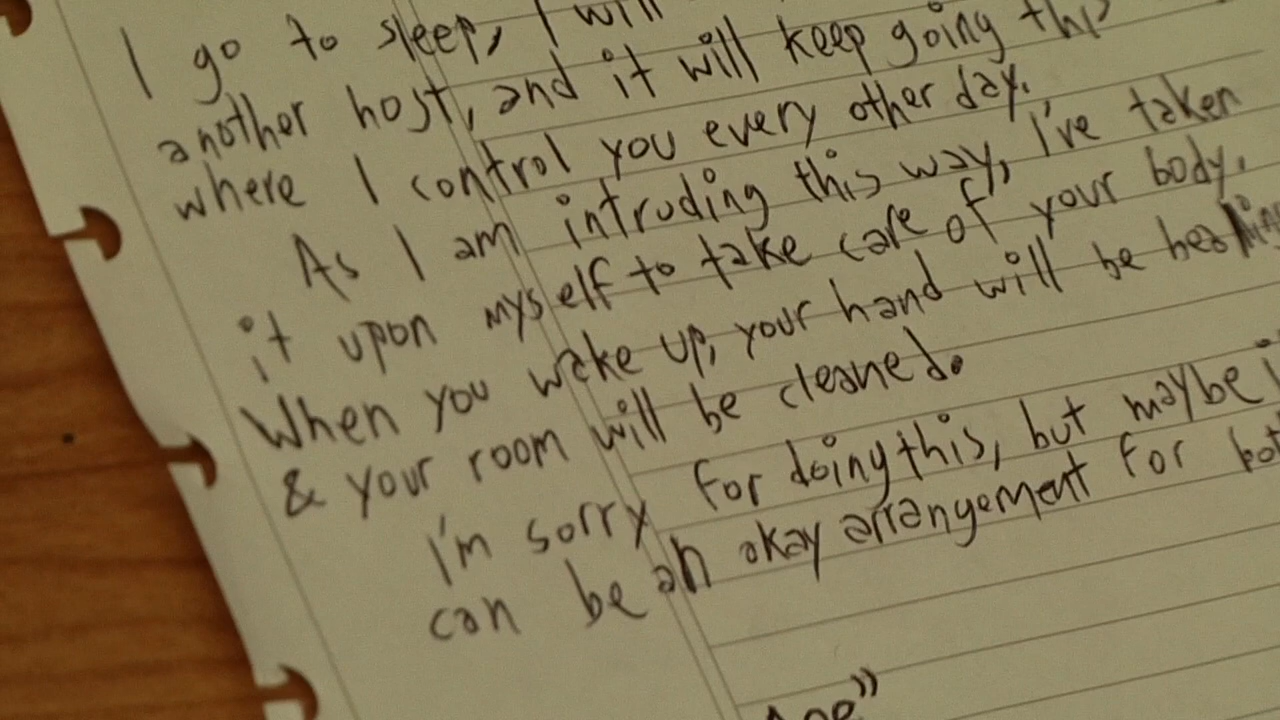 I go to sleep, I will
another host, and it will keep going this
where I control you every other day.
As I am intruding this way, I've taken
it upon myself to take care of your body.
When you wake up, your hand will be
& your room will be cleaned.
I'm sorry for doing this, but maybe
can be an okay arrangement for